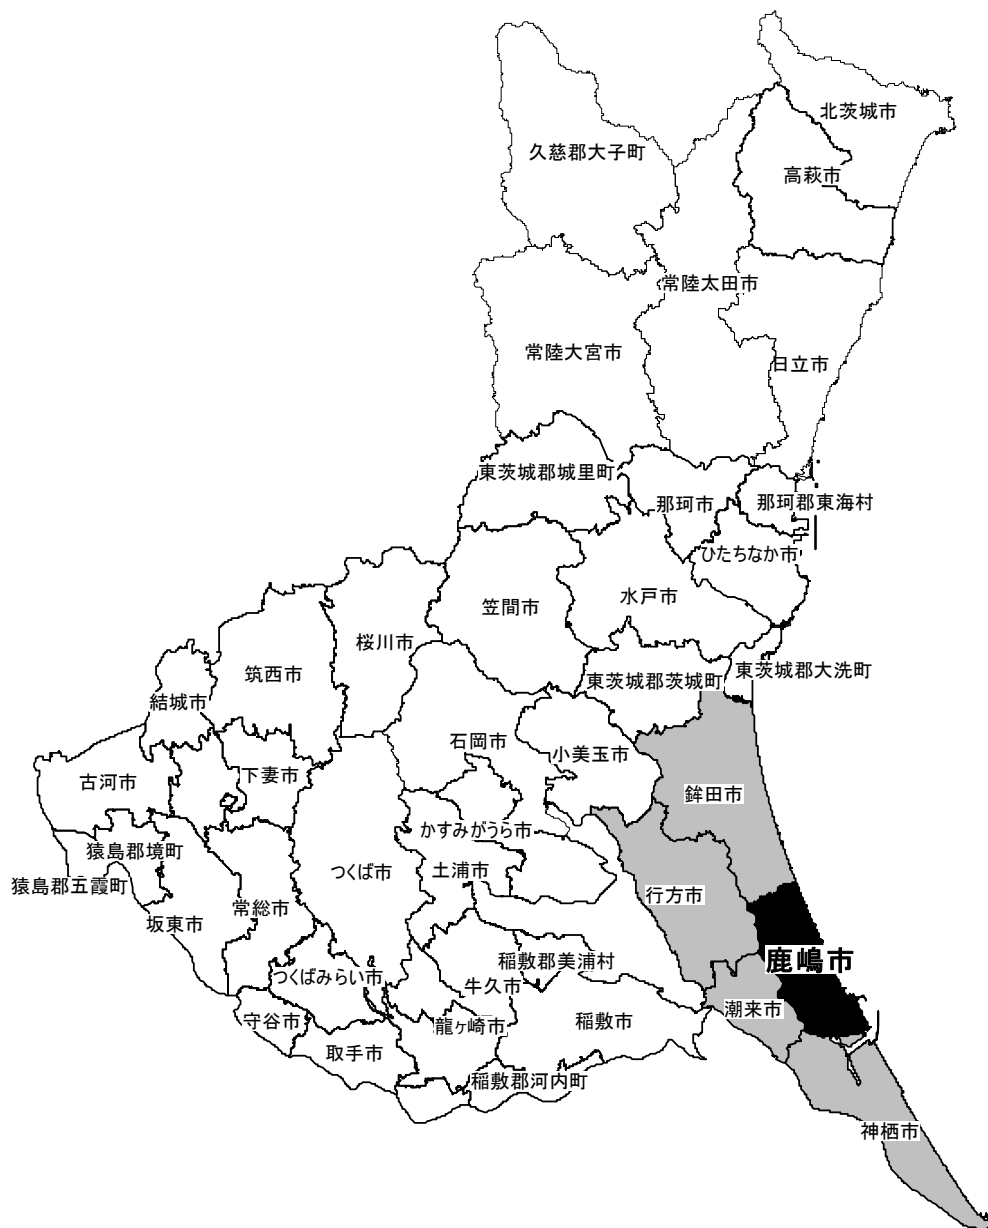 北茨城市
久慈郡大子町
高萩市
常陸太田市
常陸大宮市
日立市
東茨城郡城里町
那珂市
那珂郡東海村
ひたちなか市
水戸市
笠間市
桜川市
筑西市
東茨城郡茨城町
東茨城郡大洗町
結城市
石岡市
小美玉市
下妻市
古河市
鉾田市
かすみがうら市
猿島郡境町
つくば市
土浦市
猿島郡五霞町
行方市
常総市
坂東市
鹿嶋市
稲敷郡美浦村
つくばみらい市
牛久市
潮来市
守谷市
龍ヶ崎市
稲敷市
取手市
稲敷郡河内町
神栖市